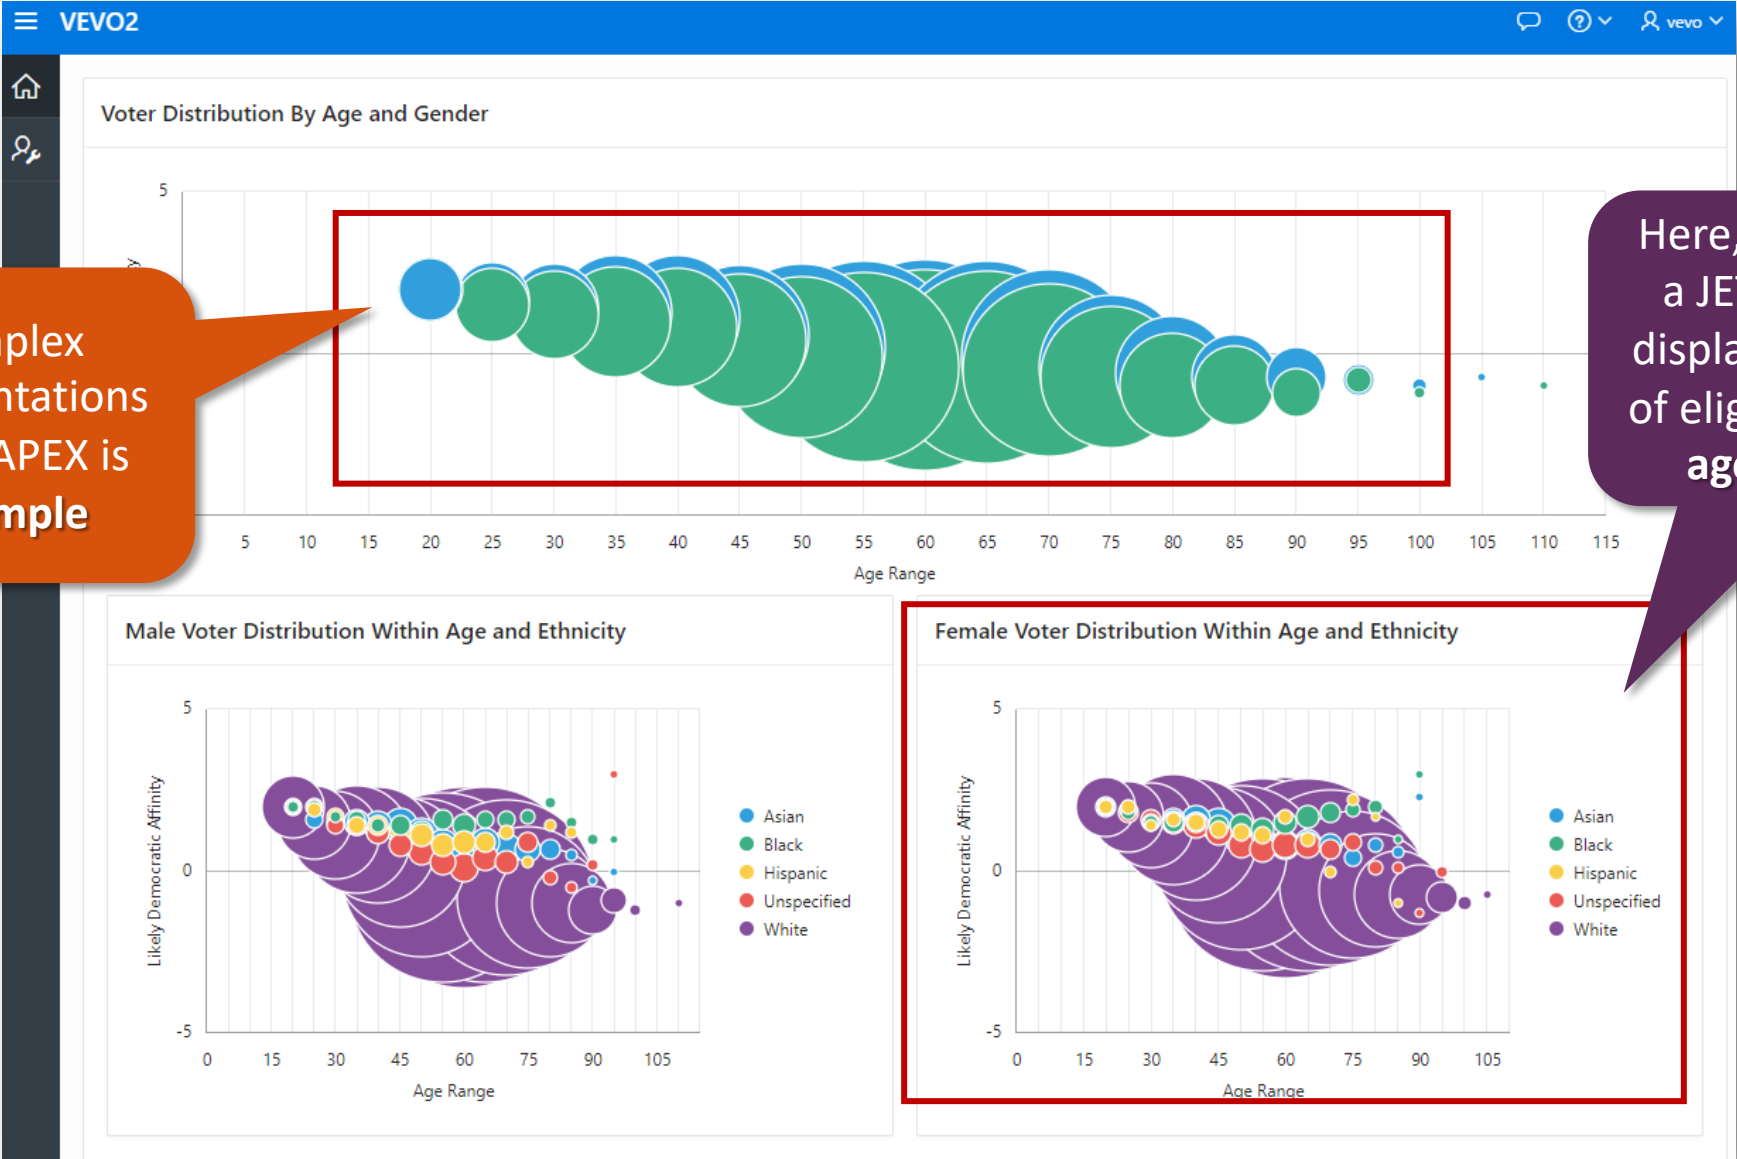 VEVO2
vevo
Voter Distribution By Age and Gender
5
5 10 15 20 25 30 35 40 45 50 55 60 65 70 75 80 85 90 95 100 105 110 115
Age Range
nplex
ntations
APEX is
mple
Here,
a JET
displa
of elig
age
Male Voter Distribution Within Age and Ethnicity
5
0
-5
Likely Democratic Affinity
0 15 30 45 60 75 90 105
Age Range
Asian
Black
Hispanic
Unspecified
White
Female Voter Distribution Within Age and Ethnicity
5
0
-5
Likely Democratic Affinity
0 15 30 45 60 75 90 105
Age Range
Asian
Black
Hispanic
Unspecified
White